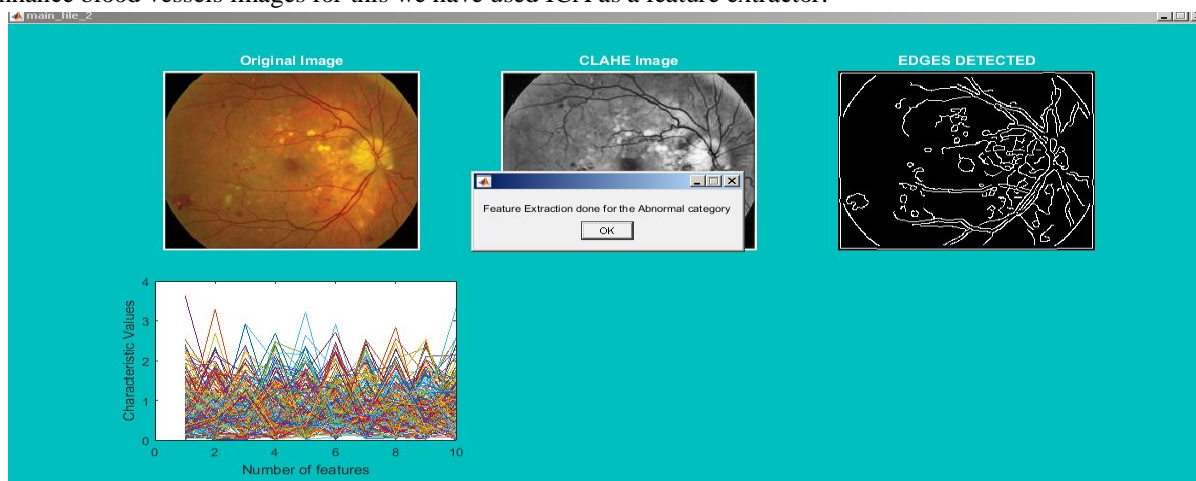 blood vessels images for this we have used ICA as a feature extractor.
main_file_2
Original Image
CLAHE Image
EDGES DETECTED
Feature Extraction done for the Abnormal category
OK
4
3
2
1
0
Characteristic Values
0 2 4 6 8 10
Number of features